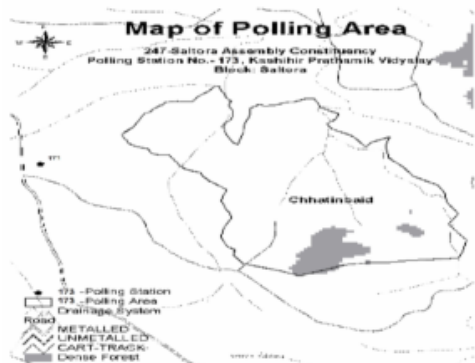 Map of Polling Area
247-Saltora Assembly Constituency
Polling Station No.- 173, Kashihir Prathamik Vidyalay
Block: Saltora
171
Chhatinbaid
173 -Polling Station
173 -Polling Area
Drainage System
Road
METALLED
UNMETALLED
CART-TRACK
Dense Forest